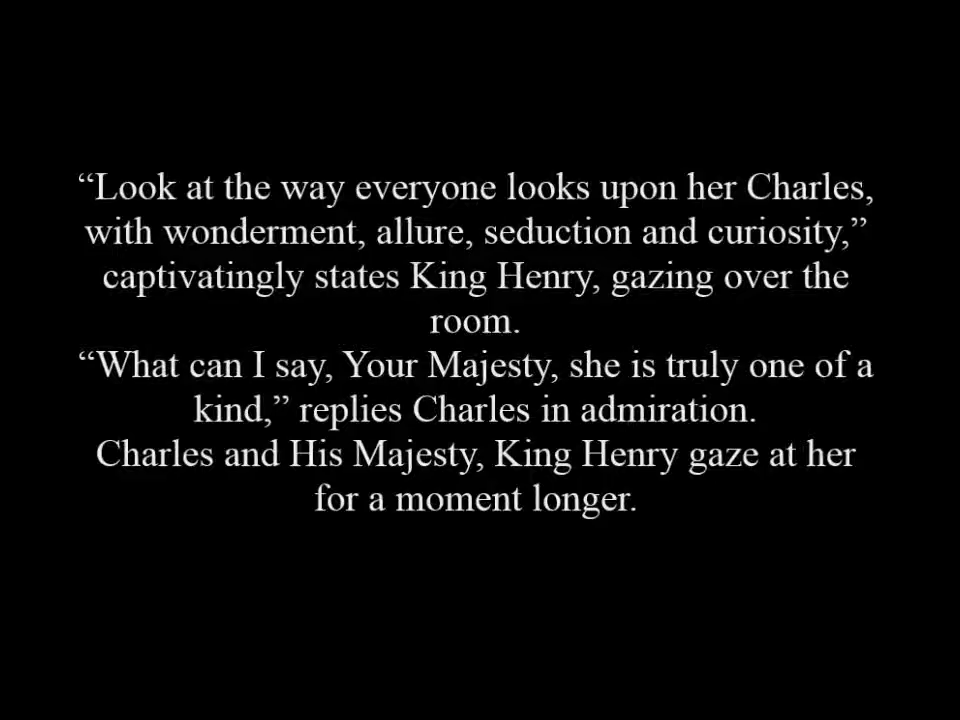 “Look at the way everyone looks upon her Charles,
with wonderment, allure, seduction and curiosity,”
captivatingly states King Henry, gazing over the
room.
“What can I say, Your Majesty, she is truly one of a
kind,” replies Charles in admiration.
Charles and His Majesty, King Henry gaze at her
for a moment longer.